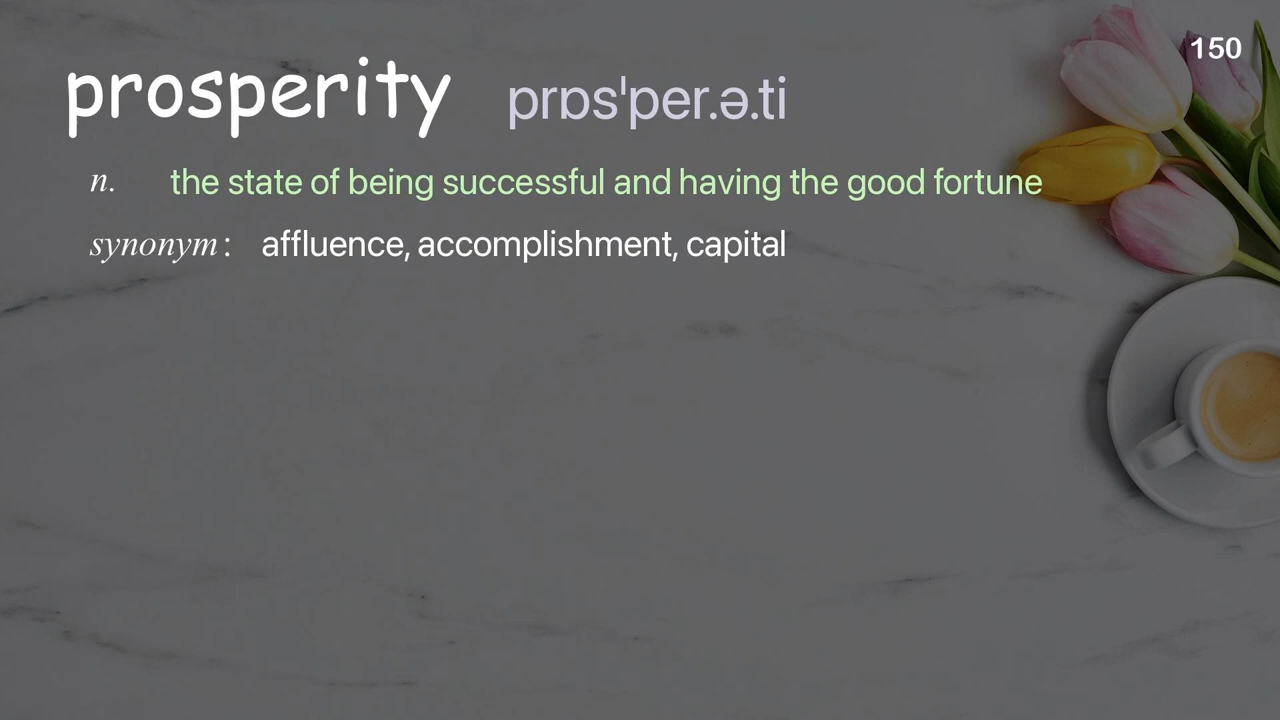 150
prosperity prɒsˈper.ə.ti
n. the state of being successful and having the good fortune
synonym: affluence, accomplishment, capital